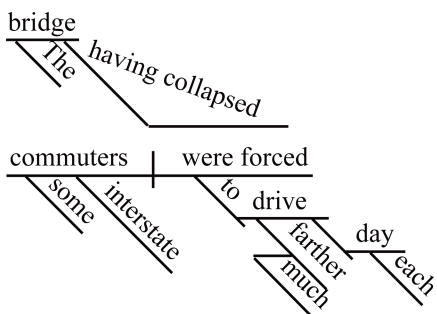 bridge
The
having collapsed
commuters were forced
some
interstate
to
drive
farther
much
day
each